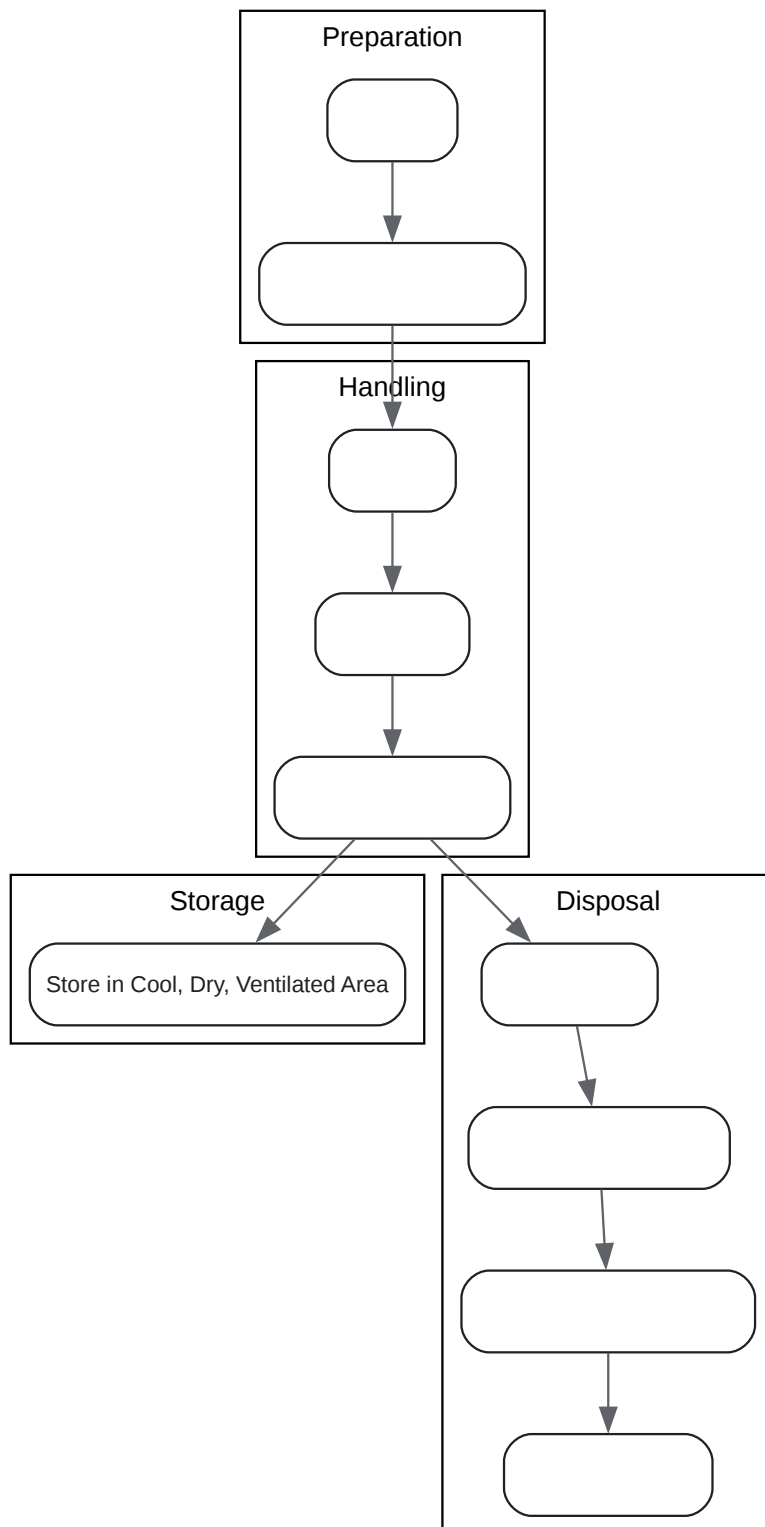 Preparation
Handling
Storage
Disposal
Store in Cool, Dry, Ventilated Area